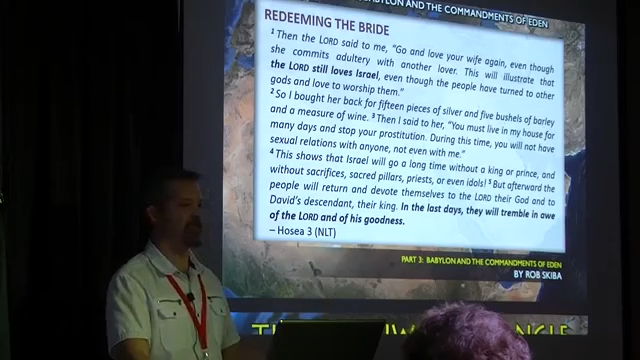 BABYLON AND THE COMMANDMENTS OF EDEN
REDEEMING THE BRIDE
1 Then the LORD said to me, “Go and love your wife again, even though
she commits adultery with another lover. This will illustrate that
the LORD still loves Israel, even though the people have turned to other
gods and love to worship them.”
2 So I bought her back for fifteen pieces of silver and five bushels of barley
and a measure of wine. 3 Then I said to her, “You must live in my house for
many days and stop your prostitution. During this time, you will not have
sexual relations with anyone, not even with me.”
4 This shows that Israel will go a long time without a king or prince, and
without sacrifices, sacred pillars, priests, or even idols! 5 But afterward the
people will return and devote themselves to the LORD their God and to
David’s descendant, their king. In the last days, they will tremble in awe
of the LORD and of his goodness.
– Hosea 3 (NLT)
PART 3: BABYLON AND THE COMMANDMENTS OF EDEN
BY ROB SKIBA